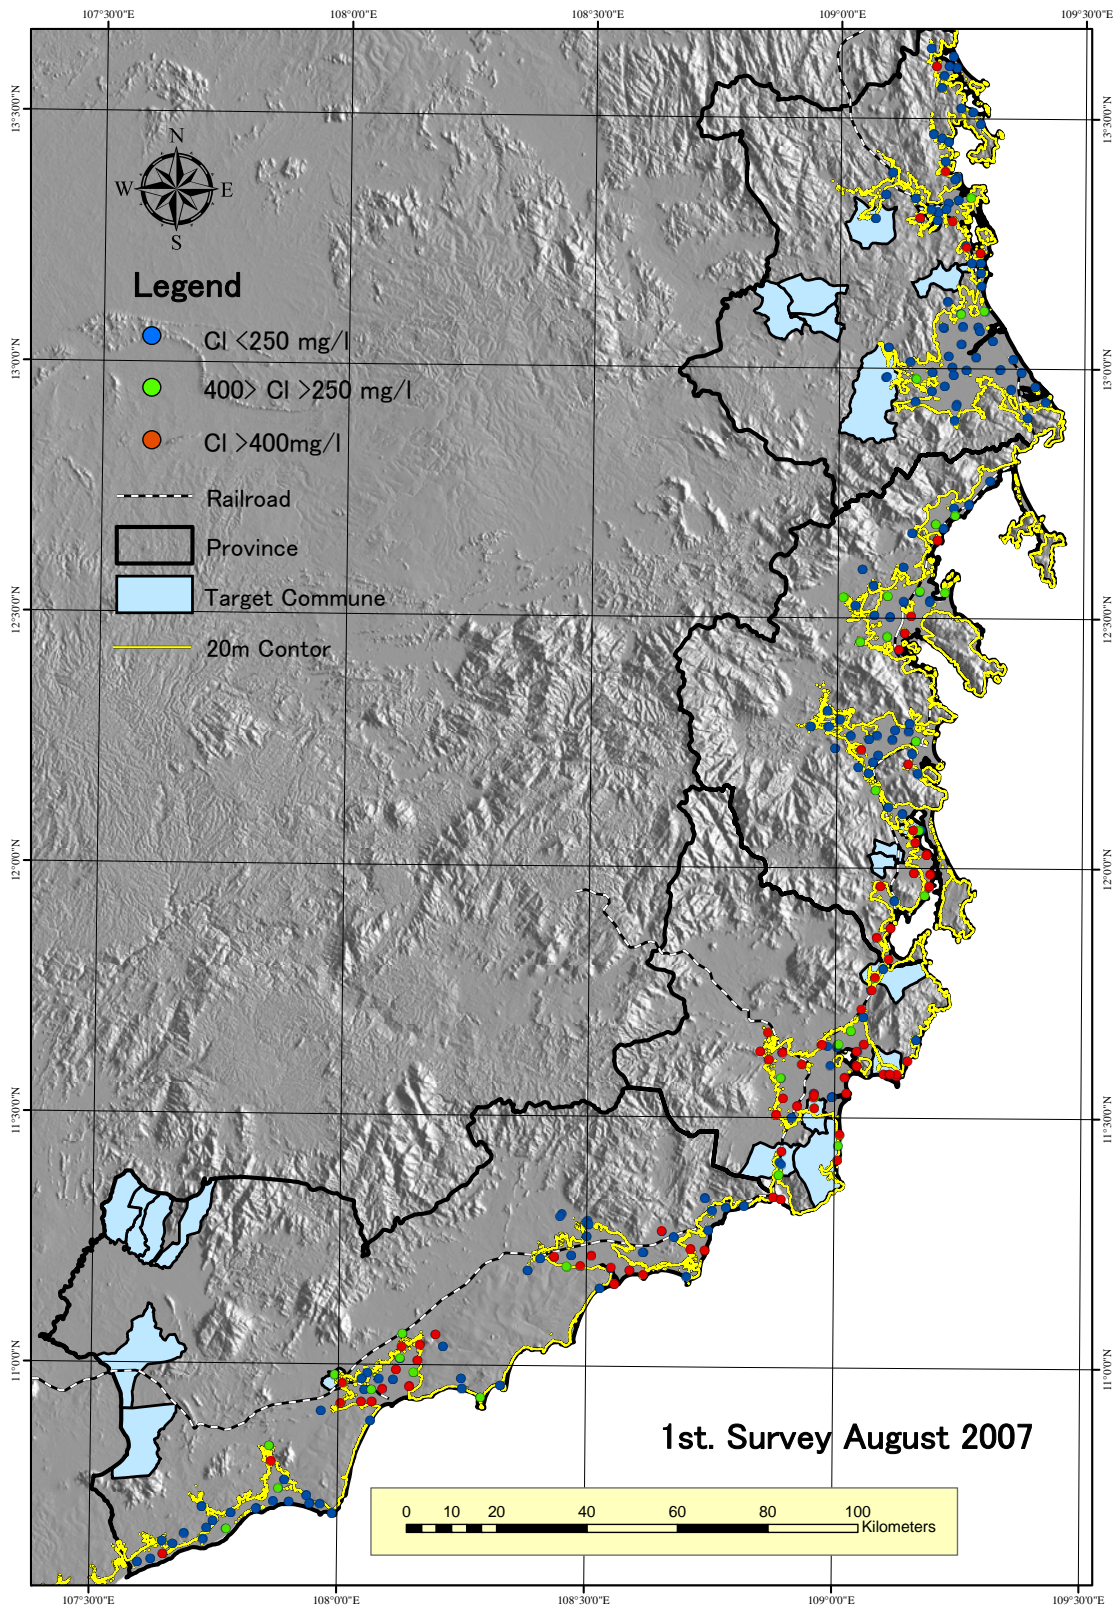 107°30'0"E 108°0'0"E 108°30'0"E 109°0'0"E 109°30'0"E
13°30'0"N 13°30'0"N
N
W E
S
Legend
Cl <250 mg/l
13°0'0"N 13°0'0"N
400> Cl >250 mg/l
Cl >400mg/l
Railroad
Province
Target Commune
12°30'0"N 12°30'0"N
20m Contor
12°0'0"N 12°0'0"N
11°30'0"N 11°30'0"N
11°0'0"N 11°0'0"N
1st. Survey August 2007
0 10 20 40 60 80 100
Kilometers
107°30'0"E 108°0'0"E 108°30'0"E 109°0'0"E 109°30'0"E